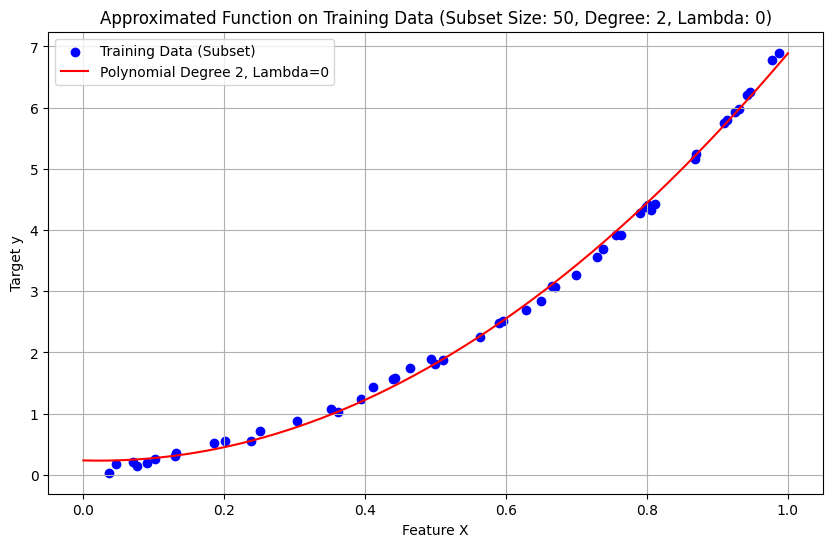 Approximated Function on Training Data (Subset Size: 50, Degree: 2, Lambda: 0)
Training Data (Subset)
Polynomial Degree 2, Lambda=0
7
6
5
4
3
2
1
0
Target y
0.0 0.2 0.4 0.6 0.8 1.0
Feature X